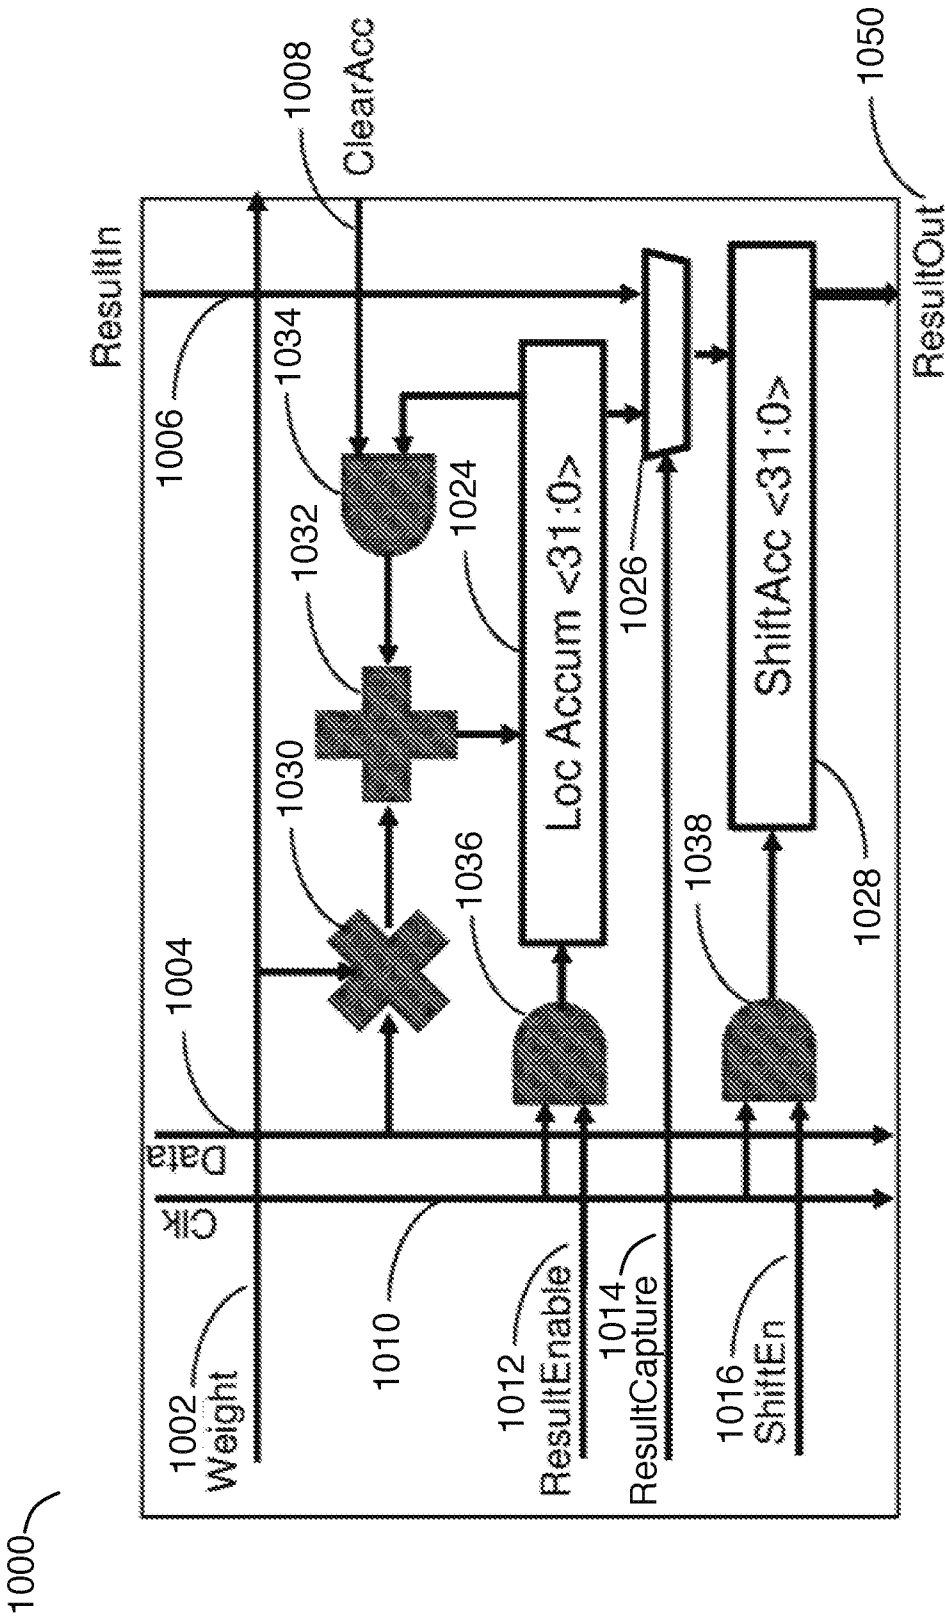 1000
ResultIn
1006
1008
ClearAcc
1034
1032
1030
1004
Data
Clk
1002
Weight
1010
1036
1024
Loc Accum <31:0>
1012
ResultEnable
1014
ResultCapture
1026
1038
ShiftAcc <31:0>
1016
ShiftEn
1028
1050
ResultOut